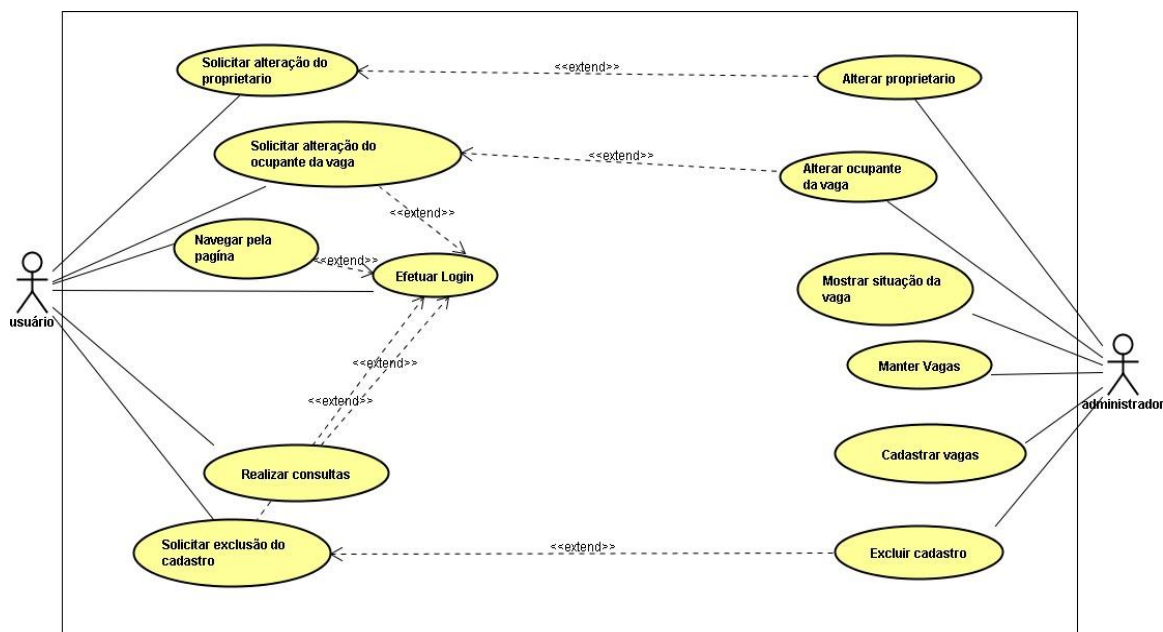 Solicitar alteração do
proprietario
<<extend>>
Alterar proprietario
Solicitar alteração do
ocupante da vaga
<<extend>>
Alterar ocupante
da vaga
<<extend>>
Navegar pela
pagína
<<extend>>
Efetuar Login
Mostrar situação da
vaga
usuário
<<extend>>
Manter Vagas
<<extend>>
administrador
Realizar consultas
Cadastrar vagas
Solicitar exclusão do
cadastro
<<extend>>
Excluir cadastro